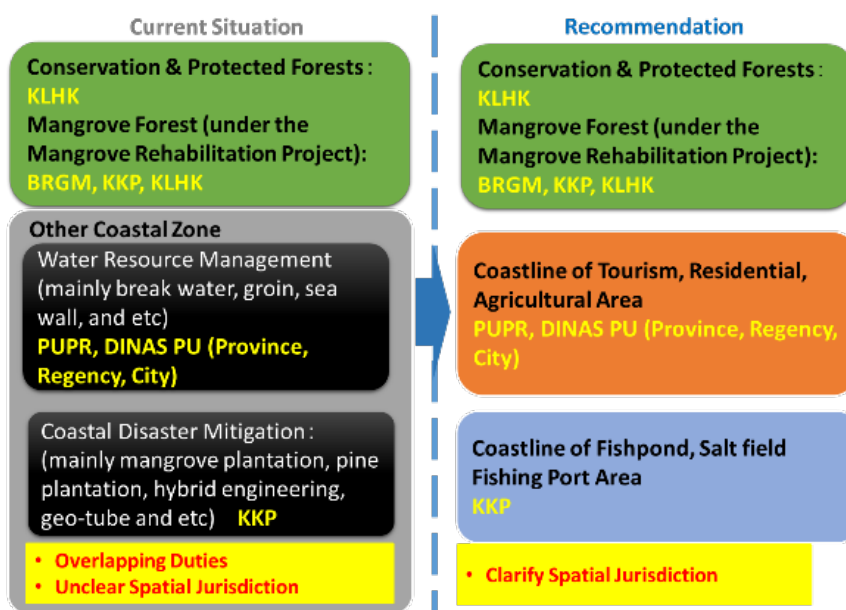 Current Situation
Conservation & Protected Forests :
KLHK
Mangrove Forest (under the
Mangrove Rehabilitation Project):
BRGM, KKP, KLHK
Other Coastal Zone
Water Resource Management
(mainly break water, groin, sea
wall, and etc)
PUPR, DINAS PU (Province,
Regency, City)
Coastal Disaster Mitigation :
(mainly mangrove plantation, pine
plantation, hybrid engineering,
geo-tube and etc) KKP
• Overlapping Duties
• Unclear Spatial Jurisdiction
Recommendation
Conservation & Protected Forests :
KLHK
Mangrove Forest (under the
Mangrove Rehabilitation Project):
BRGM, KKP, KLHK
Coastline of Tourism, Residential,
Agricultural Area
PUPR, DINAS PU (Province, Regency,
City)
Coastline of Fishpond, Salt field
Fishing Port Area
KKP
• Clarify Spatial Jurisdiction